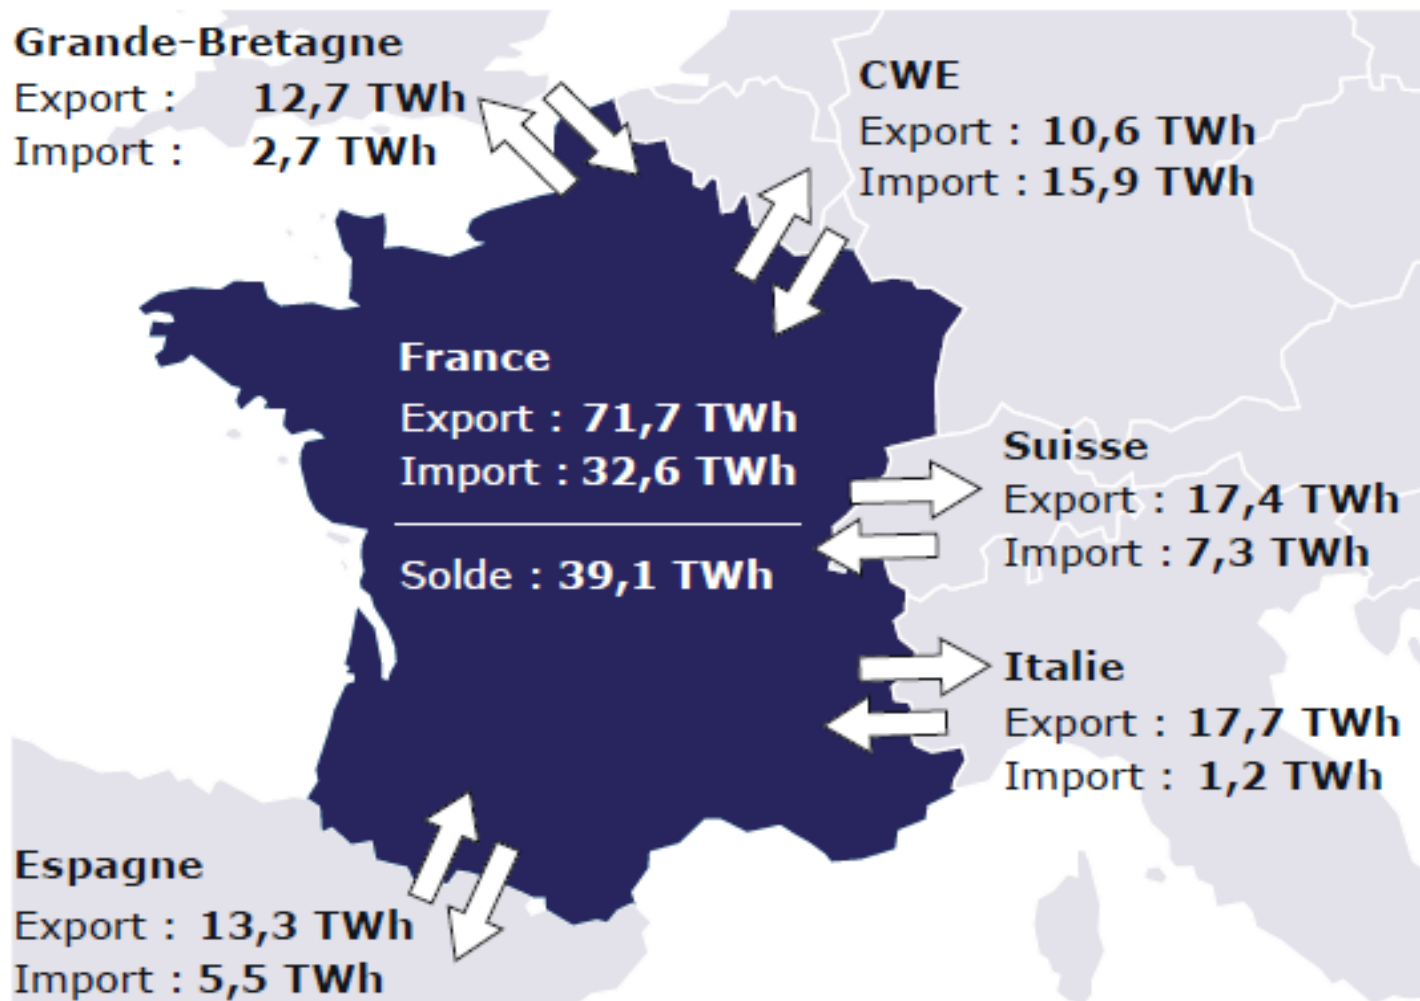 Grande-Bretagne
Export : 12,7 TWh
Import : 2,7 TWh
CWE
Export : 10,6 TWh
Import : 15,9 TWh
France
Export : 71,7 TWh
Import : 32,6 TWh
Solde : 39,1 TWh
Suisse
Export : 17,4 TWh
Import : 7,3 TWh
Italie
Export : 17,7 TWh
Import : 1,2 TWh
Espagne
Export : 13,3 TWh
Import : 5,5 TWh